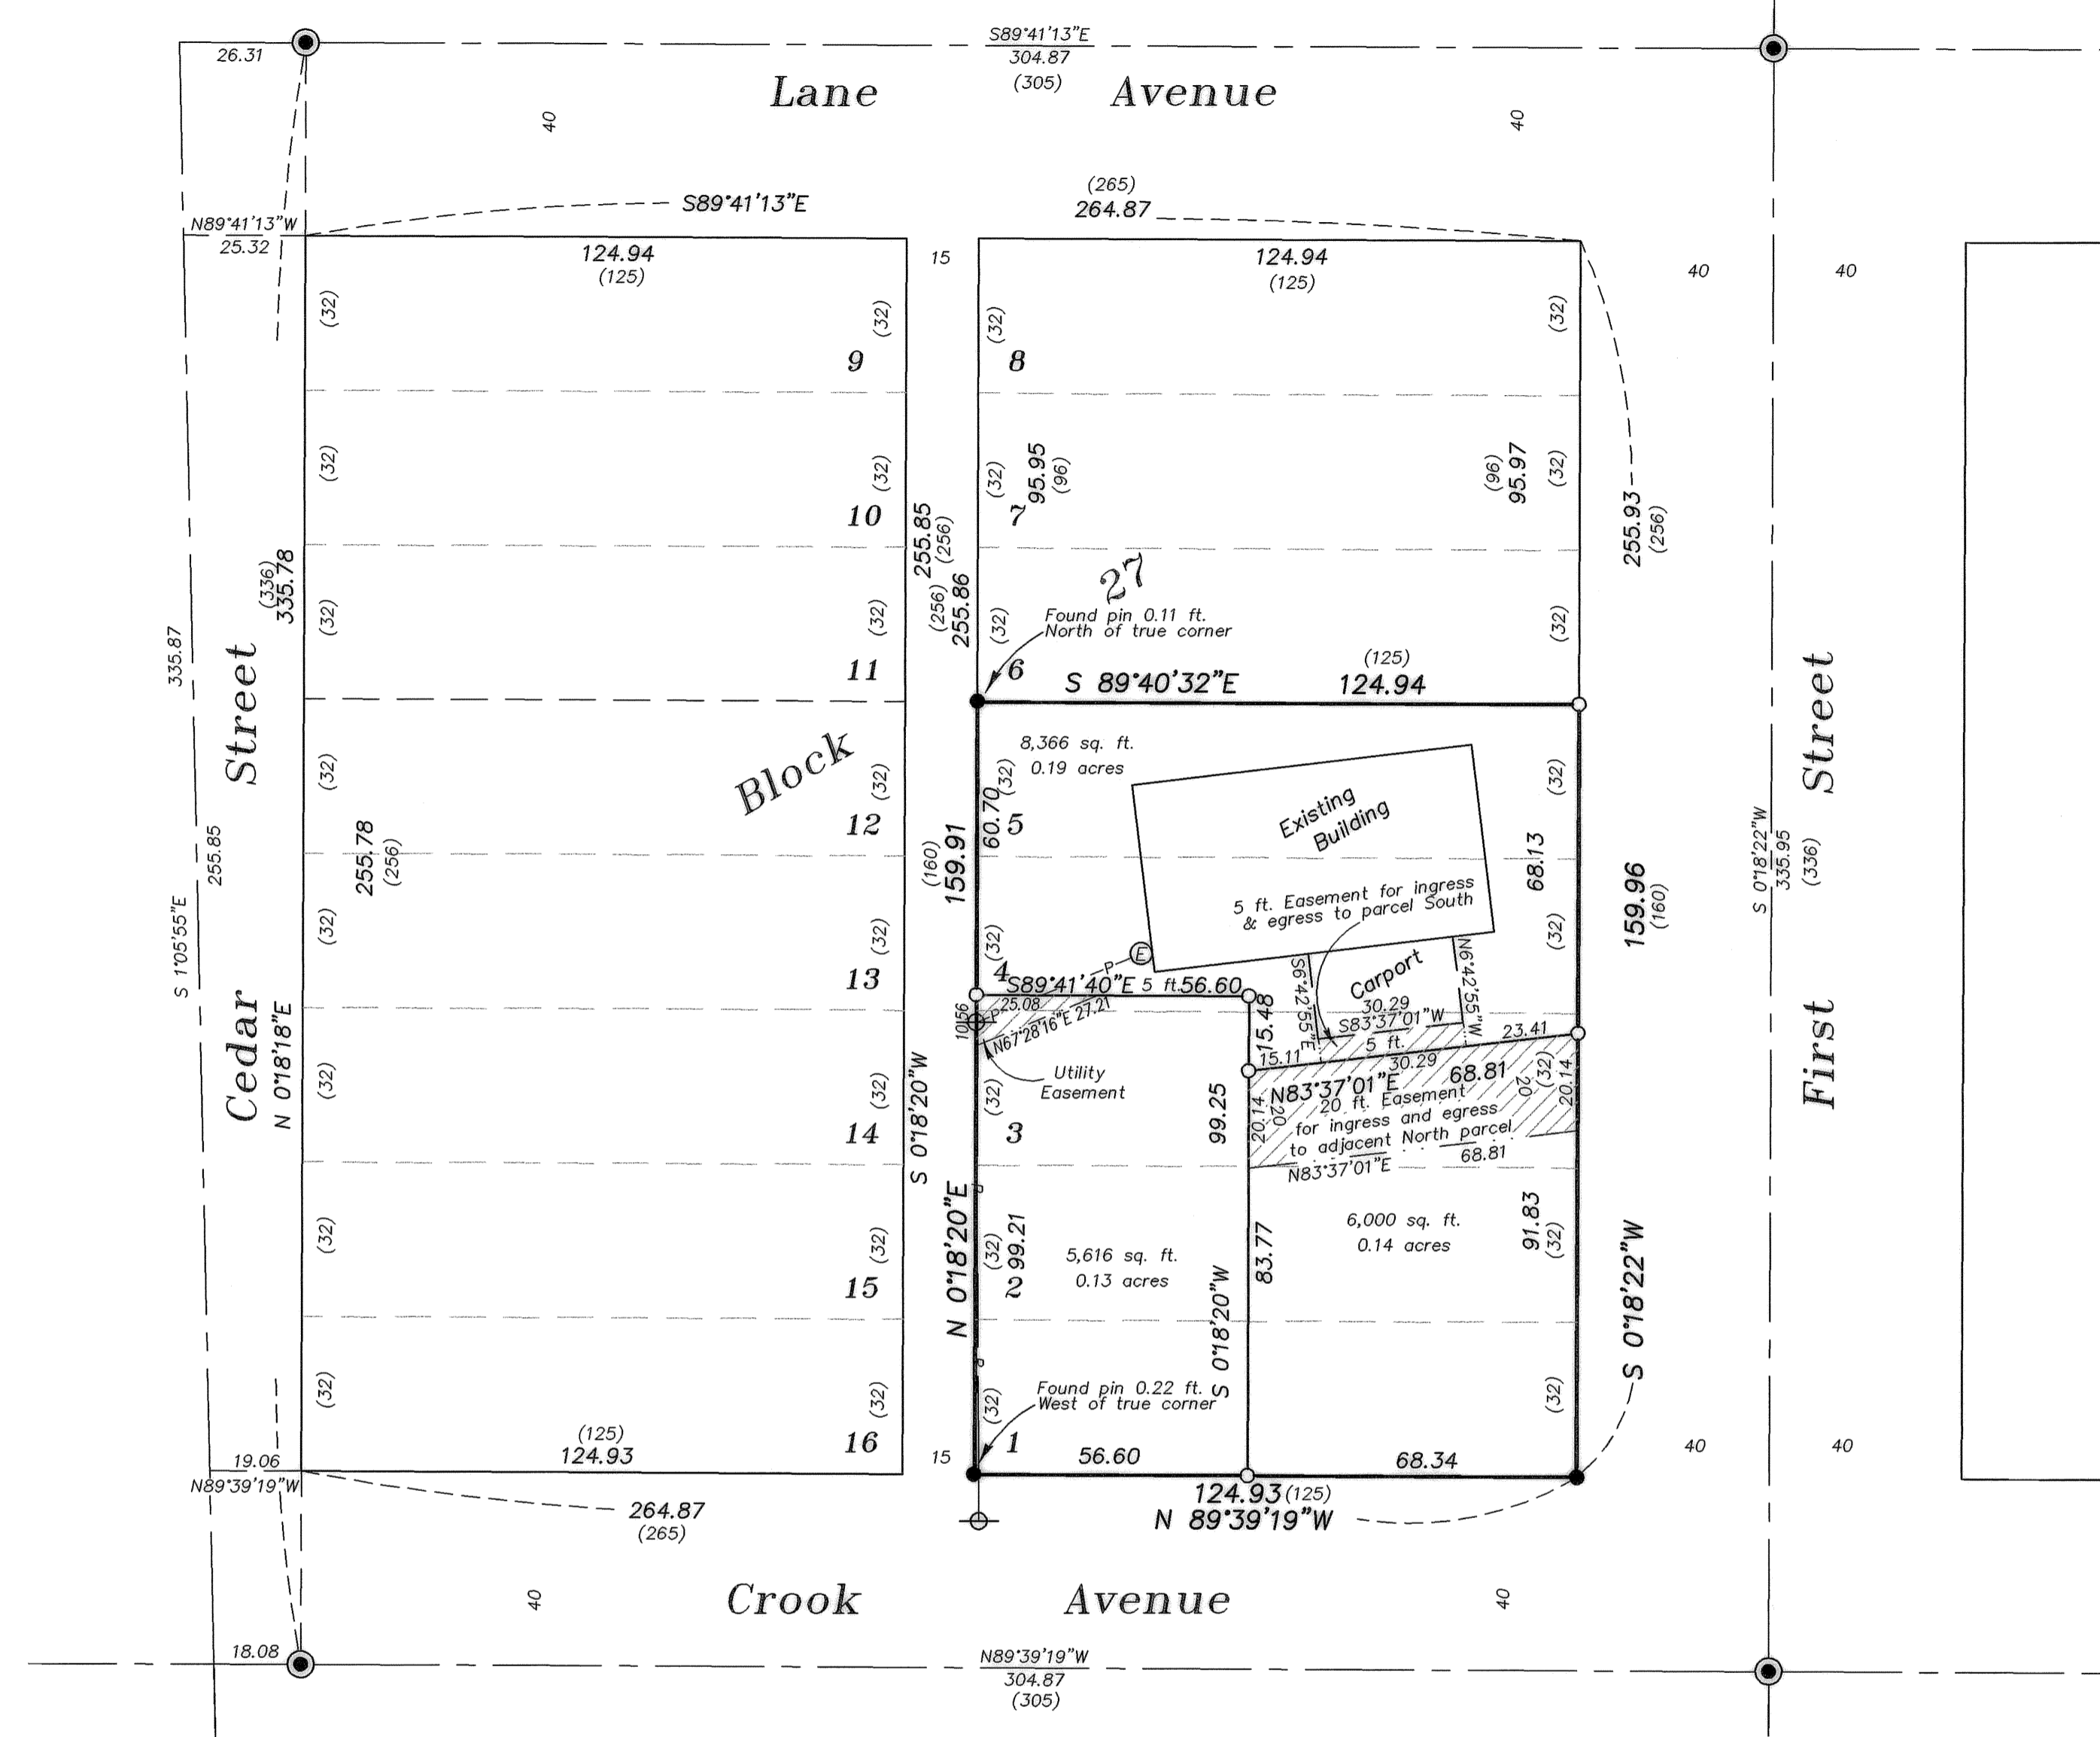 S89°41'13"E
304.87
(305)
26.31
Lane Avenue
40
40
S89°41'13"E
(265)
264.87
N89°41'13"W
25.32
124.94
(125)
15
124.94
(125)
40
40
(32)
(32)
(32)
(32)
9
8
(32)
(32)
(32)
95.95
(96)
(96)
95.97
(32)
10
7
255.85
(256)
255.93
(256)
(336)
335.78
(256)
255.86
27
Found pin 0.11 ft.
North of true corner
(32)
(32)
(32)
(32)
335.87
11
6
(125)
S 89°40'32"E
124.94
Cedar Street
First Street
Block
8,366 sq. ft.
0.19 acres
(32)
(32)
(32)
(32)
12
5
60.70
(160)
159.91
Existing
Building
68.13
255.85
255.78
(256)
S 0°18'22"W
335.95
(336)
159.96
(160)
5 ft. Easement for ingress
& egress to parcel South
S 1°05'55"E
(32)
(32)
(32)
(32)
13
4
E
P
S89°41'40"E
5 ft.
56.60
Carport
S6°42'55"E
N6°42'55"W
25.08
P
10.56
N67°28'16"E 27.21
15.48
30.29
S83°37'01"W
5 ft.
23.41
15.11
30.29
N 0°18'18"E
Utility
Easement
N83°37'01"E
68.81
20 ft. Easement
for ingress and egress
to adjacent North parcel
20.14
20
20
(32)
20.14
N83°37'01"E
68.81
(32)
(32)
(32)
14
3
99.25
S 0°18'20"W
P
N 0°18'20"E
(32)
(32)
(32)
99.21
15
2
5,616 sq. ft.
0.13 acres
S 0°18'20"W
83.77
6,000 sq. ft.
0.14 acres
91.83
(32)
S 0°18'22"W
P
Found pin 0.22 ft.
West of true corner
(32)
(32)
(32)
(32)
(125)
124.93
16
15
1
56.60
68.34
40
40
19.06
N89°39'19"W
264.87
(265)
124.93 (125)
N 89°39'19"W
40
Crook Avenue
40
18.08
N89°39'19"W
304.87
(305)